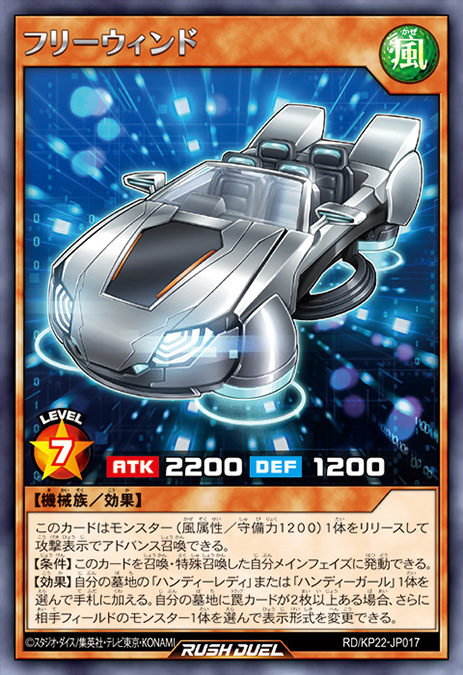 フリーウィンド
風
LEVEL
7
ATK 2200 DEF 1200
【機械族／効果】
このカードはモンスター（風属性／守備力1200）1体をリリースして
攻撃表示でアドバンス召喚できる。
【条件】このカードを召喚・特殊召喚した自分メインフェイズに発動できる。
【効果】自分の墓地の「ハンディーレディ」または「ハンディーガール」1体を
選んで手札に加える。自分の墓地に罠カードが2枚以上ある場合、さらに
相手フィールドのモンスター1体を選んで表示形式を変更できる。
©スタジオ・ダイス/集英社・テレビ東京・KONAMI
RUSH DUEL
RD/KP22-JP017